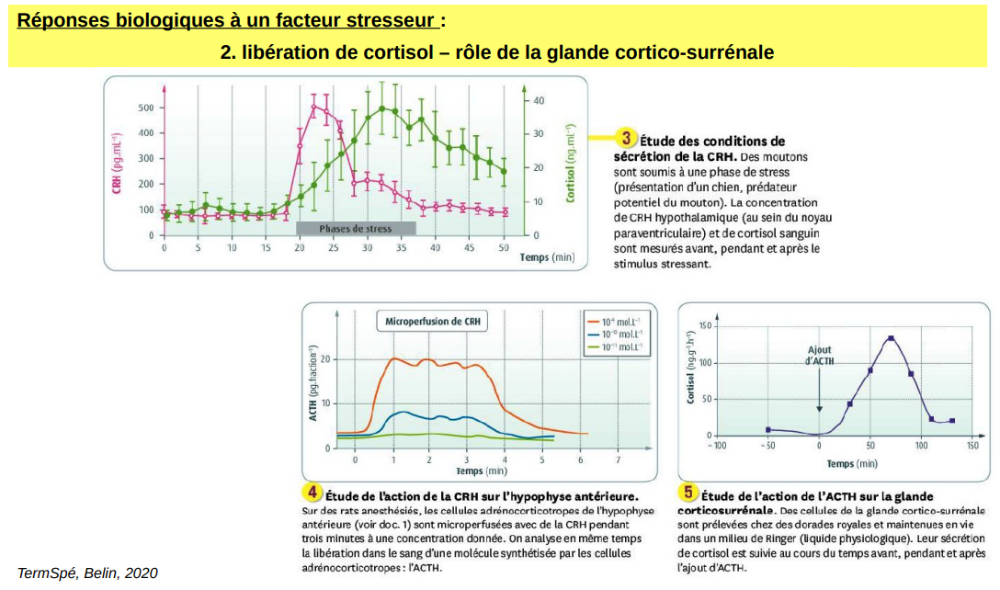 Réponses biologiques à un facteur stresseur :
2. libération de cortisol – rôle de la glande cortico-surrénale
CRH (pg.mL⁻¹)
500
400
300
200
100
0
Cortisol (ng.mL⁻¹)
40
30
20
10
0
Phases de stress
0 5 10 15 20 25 30 35 40 45 50
Temps (min)
3 Étude des conditions de
sécrétion de la CRH. Des moutons
sont soumis à une phase de stress
(présentation d'un chien, prédateur
potentiel du mouton). La concentration
de CRH hypothalamique (au sein du noyau
paraventriculaire) et de cortisol sanguin
sont mesurés avant, pendant et après le
stimulus stressant.
Microperfusion de CRH
10⁻⁹ mol.L⁻¹
10⁻¹⁰ mol.L⁻¹
10⁻¹¹ mol.L⁻¹
ACTH (pg.fraction⁻¹)
20
10
0
0 1 2 3 4 5 6 7
Temps (min)
4 Étude de l'action de la CRH sur l'hypophyse antérieure.
Sur des rats anesthésiés, les cellules adrénocorticotropes de l'hypophyse
antérieure (voir doc. 1) sont microperfusées avec de la CRH pendant
trois minutes à une concentration donnée. On analyse en même temps
la libération dans le sang d'une molécule synthétisée par les cellules
adrénocorticotropes : l'ACTH.
Cortisol (ng.g⁻¹.h⁻¹)
150
100
50
0
Ajout
d'ACTH
-100 -50 0 50 100 150
Temps (min)
5 Étude de l'action de l'ACTH sur la glande
corticosurrénale. Des cellules de la glande cortico-surrénale
sont prélevées chez des dorades royales et maintenues en vie
dans un milieu de Ringer (liquide physiologique). Leur sécrétion
de cortisol est suivie au cours du temps avant, pendant et après
l'ajout d'ACTH.
TermSpé, Belin, 2020